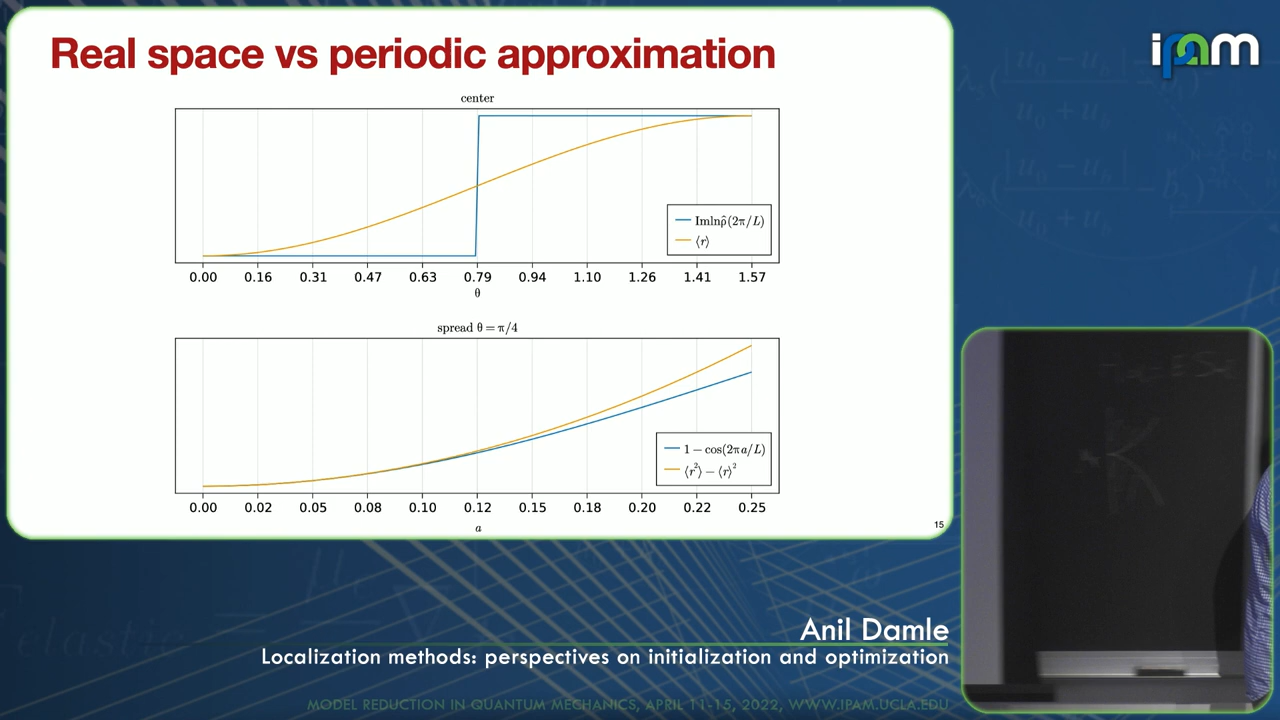 Real space vs periodic approximation
ipam
center
Imlnρ̂(2π/L)
⟨r⟩
0.00 0.16 0.31 0.47 0.63 0.79 0.94 1.10 1.26 1.41 1.57
θ
spread θ = π/4
1 − cos(2πa/L)
⟨r²⟩ − ⟨r⟩²
0.00 0.02 0.05 0.08 0.10 0.12 0.15 0.18 0.20 0.22 0.25
a
15
Anil Damle
Localization methods: perspectives on initialization and optimization
MODEL REDUCTION IN QUANTUM MECHANICS, APRIL 11-15, 2022, WWW.IPAM.UCLA.EDU
elastic